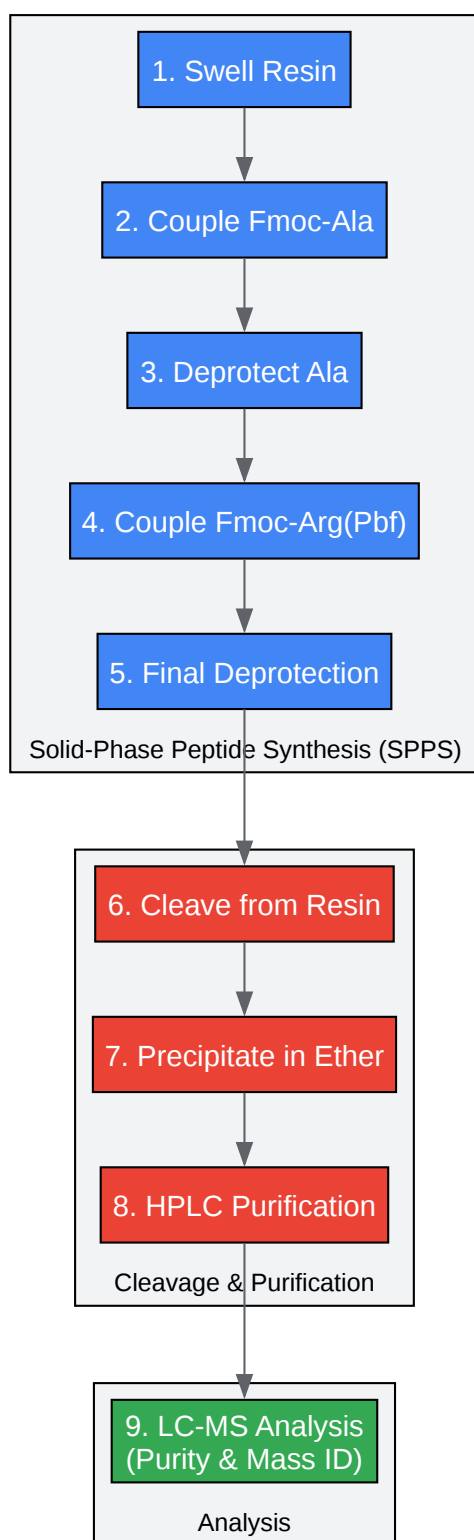 1. Swell Resin
2. Couple Fmoc-Ala
3. Deprotect Ala
4. Couple Fmoc-Arg(Pbf)
5. Final Deprotection
Solid-Phase Peptide Synthesis (SPPS)
6. Cleave from Resin
7. Precipitate in Ether
8. HPLC Purification
Cleavage & Purification
9. LC-MS Analysis
(Purity & Mass ID)
Analysis